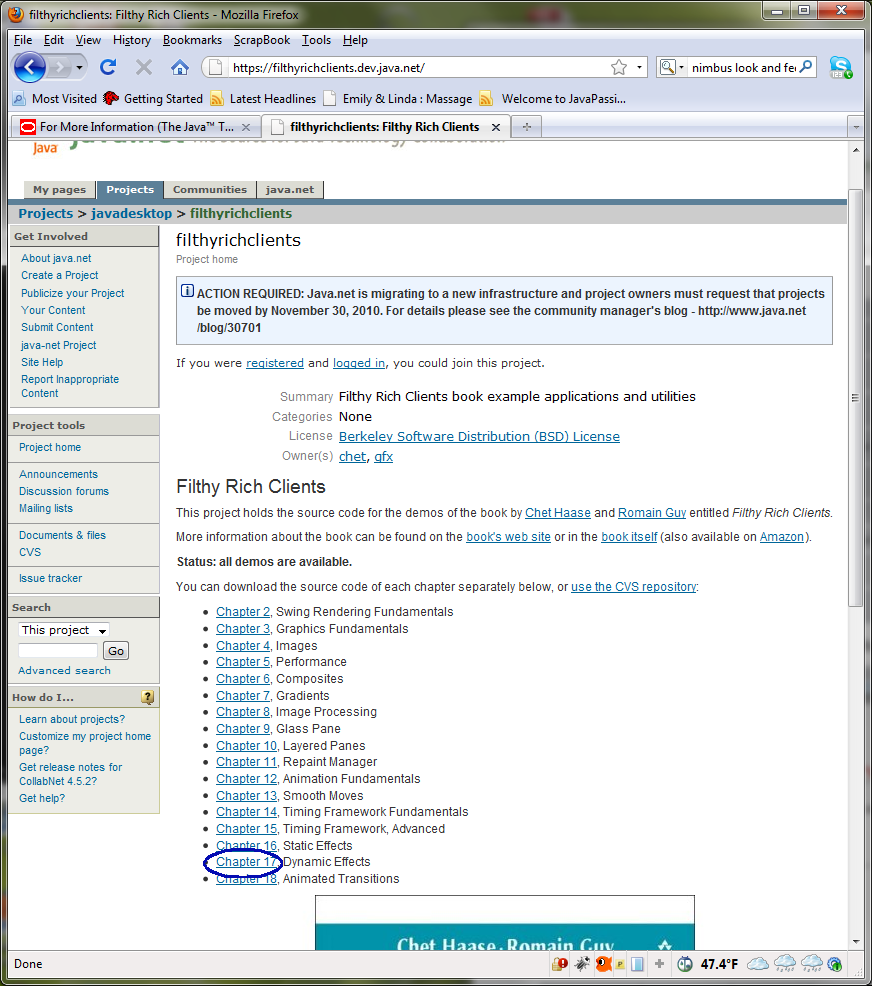 filthyrichclients: Filthy Rich Clients - Mozilla Firefox
File Edit View History Bookmarks ScrapBook Tools Help
https://filthyrichclients.dev.java.net/
nimbus look and fe
Most Visited Getting Started Latest Headlines Emily & Linda : Massage Welcome to JavaPassi...
For More Information (The Java™ T... filthyrichclients: Filthy Rich Clients
Java
My pages Projects Communities java.net
Projects > javadesktop > filthyrichclients
Get Involved
About java.net
Create a Project
Publicize your Project
Your Content
Submit Content
java-net Project
Site Help
Report Inappropriate
Content
Project tools
Project home
Announcements
Discussion forums
Mailing lists
Documents & files
CVS
Issue tracker
Search
This project
Go
Advanced search
How do I...
Learn about projects?
Customize my project home
page?
Get release notes for
CollabNet 4.5.2?
Get help?
filthyrichclients
Project home
ACTION REQUIRED: Java.net is migrating to a new infrastructure and project owners must request that projects
be moved by November 30, 2010. For details please see the community manager's blog - http://www.java.net
/blog/30701
If you were registered and logged in, you could join this project.
Summary Filthy Rich Clients book example applications and utilities
Categories None
License Berkeley Software Distribution (BSD) License
Owner(s) chet, gfx
Filthy Rich Clients
This project holds the source code for the demos of the book by Chet Haase and Romain Guy entitled Filthy Rich Clients.
More information about the book can be found on the book's web site or in the book itself (also available on Amazon).
Status: all demos are available.
You can download the source code of each chapter separately below, or use the CVS repository:
• Chapter 2, Swing Rendering Fundamentals
• Chapter 3, Graphics Fundamentals
• Chapter 4, Images
• Chapter 5, Performance
• Chapter 6, Composites
• Chapter 7, Gradients
• Chapter 8, Image Processing
• Chapter 9, Glass Pane
• Chapter 10, Layered Panes
• Chapter 11, Repaint Manager
• Chapter 12, Animation Fundamentals
• Chapter 13, Smooth Moves
• Chapter 14, Timing Framework Fundamentals
• Chapter 15, Timing Framework, Advanced
• Chapter 16, Static Effects
• Chapter 17, Dynamic Effects
• Chapter 18, Animated Transitions
Chet Haase · Romain Guy
Done
47.4°F